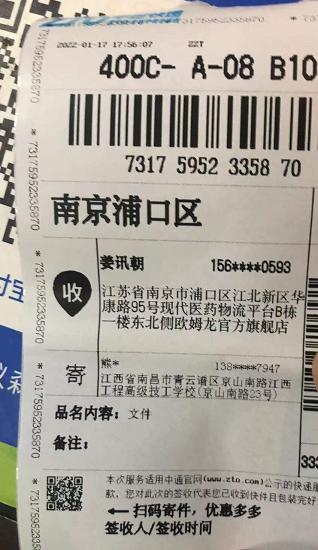 2022-01-17 17:56:07 ZZT
400C- A-08 B10
7317 5952 3358 70
南京浦口区
收
姜讯朝 156****0593
江苏省南京市浦口区江北新区华
康路95号现代医药物流平台B栋
一楼东北侧欧姆龙官方旗舰店
寄
熊* 138****7947
江西省南昌市青云谱区京山南路江西
工程高级技工学校(京山南路23号)
品名内容：文件
备注：
333
本次服务适用中通官网(www.zto.com)公示的快递服
款，您对此次的签收代表您已收到快件且包装完好
← 扫码寄件，优惠多多
签收人/签收时间
* 73175952335870
* 73175952335870
* 73175952335870
* 73175952335870